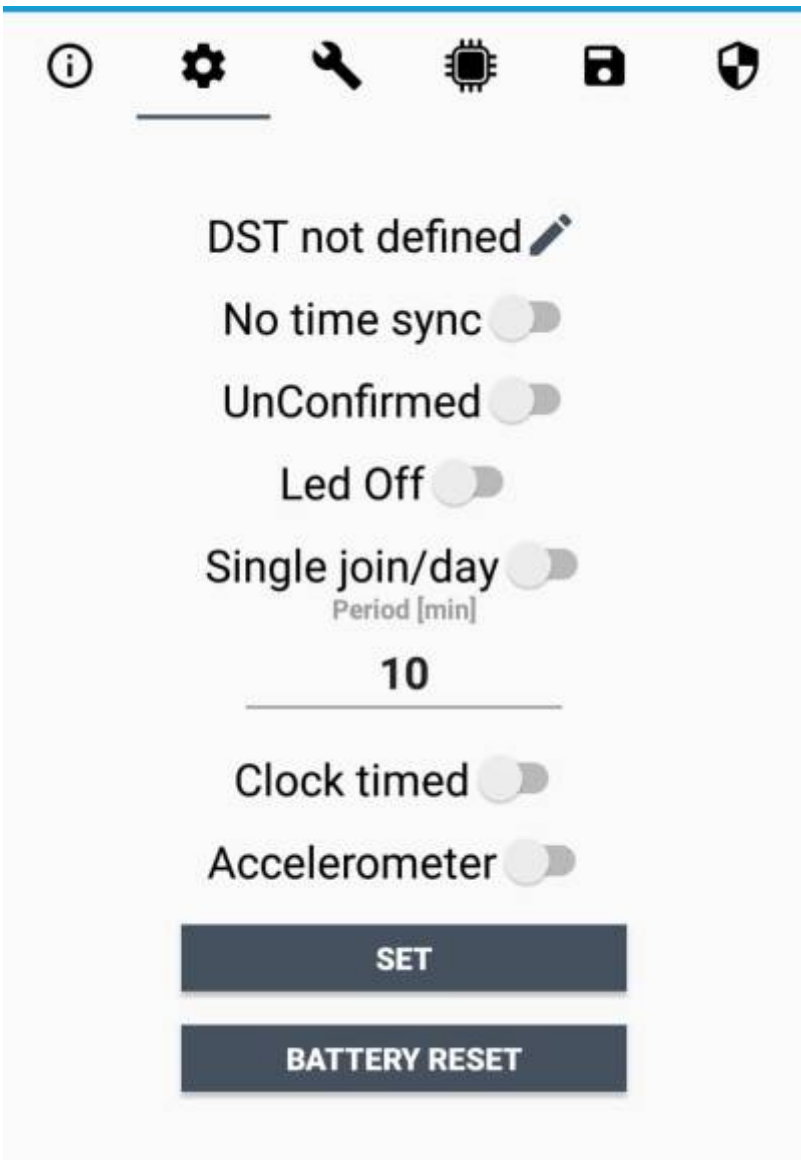 DST not defined
No time sync
UnConfirmed
Led Off
Single join/day
Period [min]
10
Clock timed
Accelerometer
SET
BATTERY RESET